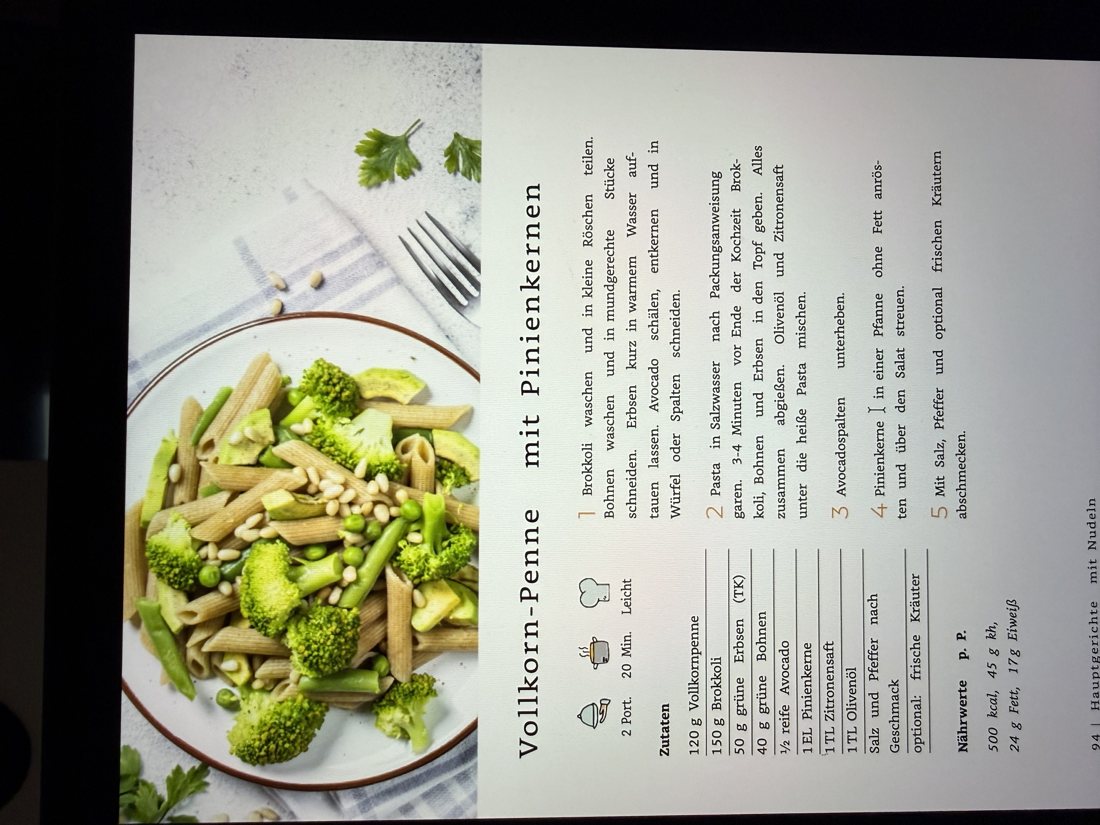 Vollkorn-Penne mit Pinienkernen
2 Port. 20 Min. Leicht
Zutaten
120 g Vollkornpenne
150 g Brokkoli
50 g grüne Erbsen (TK)
40 g grüne Bohnen
½ reife Avocado
1 EL Pinienkerne
1 TL Zitronensaft
1 TL Olivenöl
Salz und Pfeffer nach
Geschmack
optional: frische Kräuter
Nährwerte p. P.
500 kcal, 45 g kh,
24 g Fett, 17 g Eiweiß
1 Brokkoli waschen und in kleine Röschen teilen.
Bohnen waschen und in mundgerechte Stücke
schneiden. Erbsen kurz in warmem Wasser auf-
tauen lassen. Avocado schälen, entkernen und in
Würfel oder Spalten schneiden.
2 Pasta in Salzwasser nach Packungsanweisung
garen. 3-4 Minuten vor Ende der Kochzeit Brok-
koli, Bohnen und Erbsen in den Topf geben. Alles
zusammen abgießen. Olivenöl und Zitronensaft
unter die heiße Pasta mischen.
3 Avocadospalten unterheben.
4 Pinienkerne in einer Pfanne ohne Fett anrös-
ten und über den Salat streuen.
5 Mit Salz, Pfeffer und optional frischen Kräutern
abschmecken.
94 | Hauptgerichte mit Nudeln